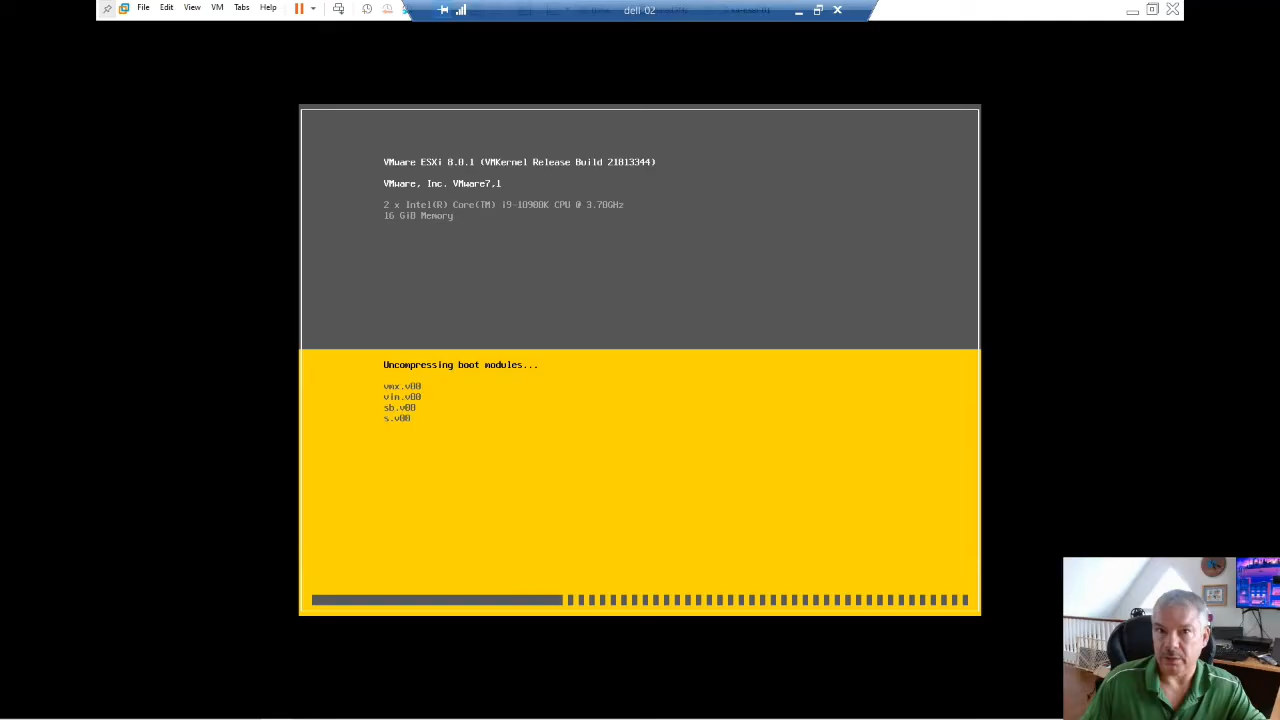 File Edit View VM Tabs Help
dell-02
VMware ESXi 8.0.1 (VMKernel Release Build 21813344)
VMware, Inc. VMware7,1
2 x Intel(R) Core(TM) i9-10900K CPU @ 3.70GHz
16 GiB Memory
Uncompressing boot modules...
vmx.v00
vim.v00
sb.v00
s.v00